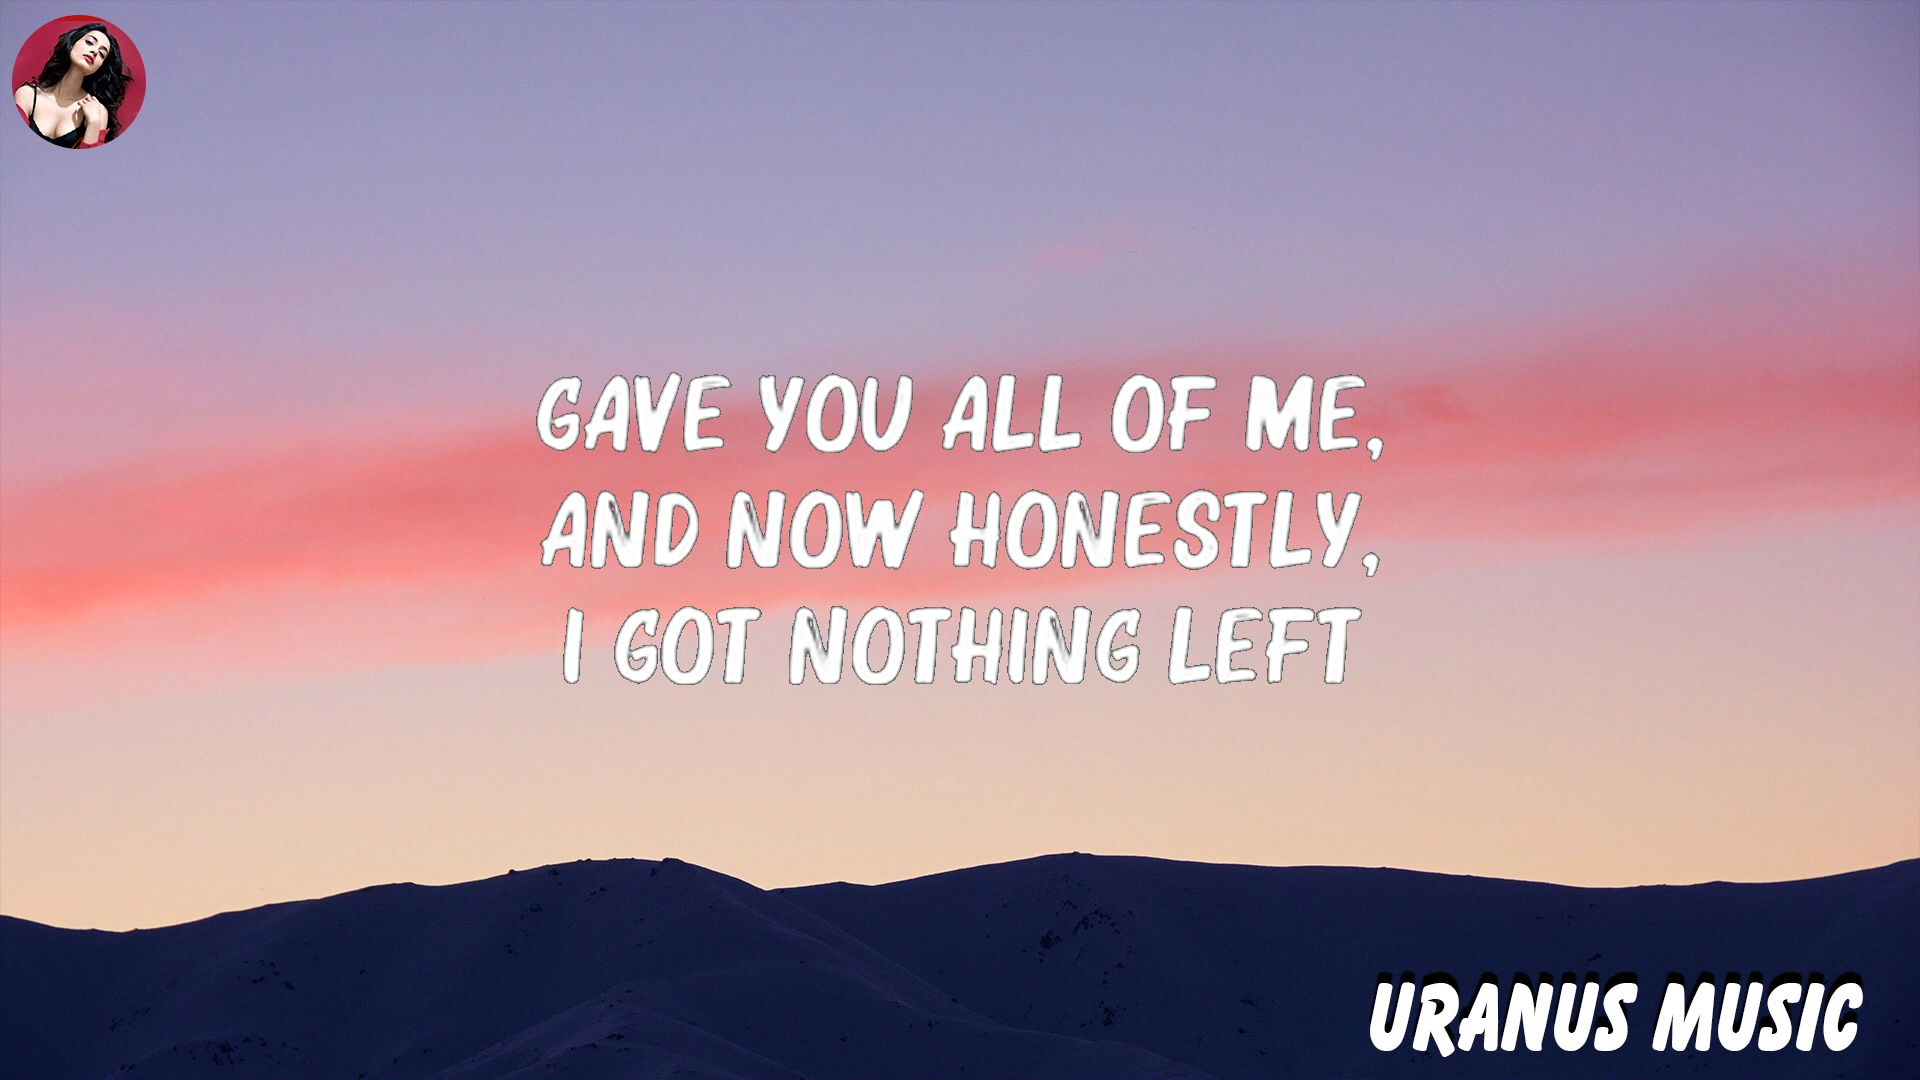 GAVE YOU ALL OF ME,
AND NOW HONESTLY,
I GOT NOTHING LEFT
URANUS MUSIC